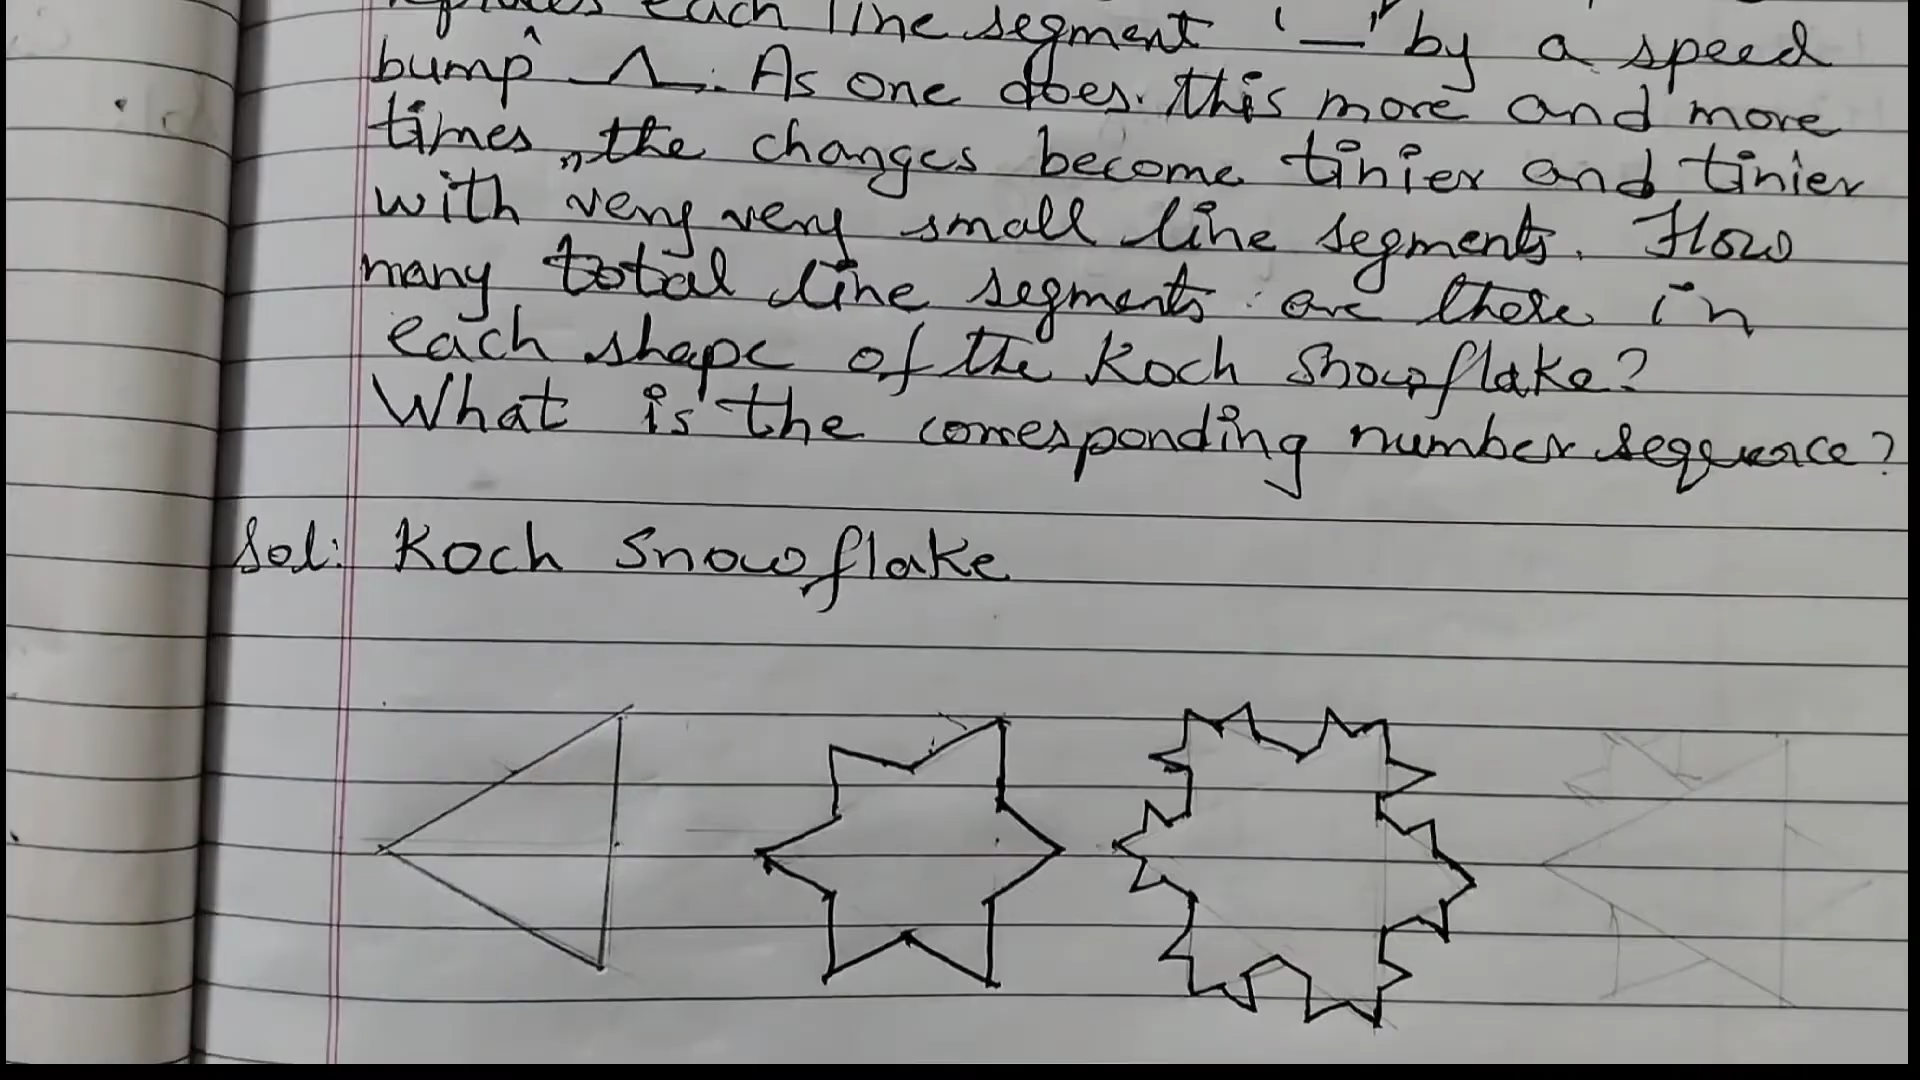 replaces each line segment '—' by a speed
bump ^ _/\_. As one does this more and more
times, the changes become tinier and tinier
with very very small line segments. How
many total line segments are there in
each shape of the Koch Snowflake?
What is the corresponding number sequence?
Sol: Koch Snowflake